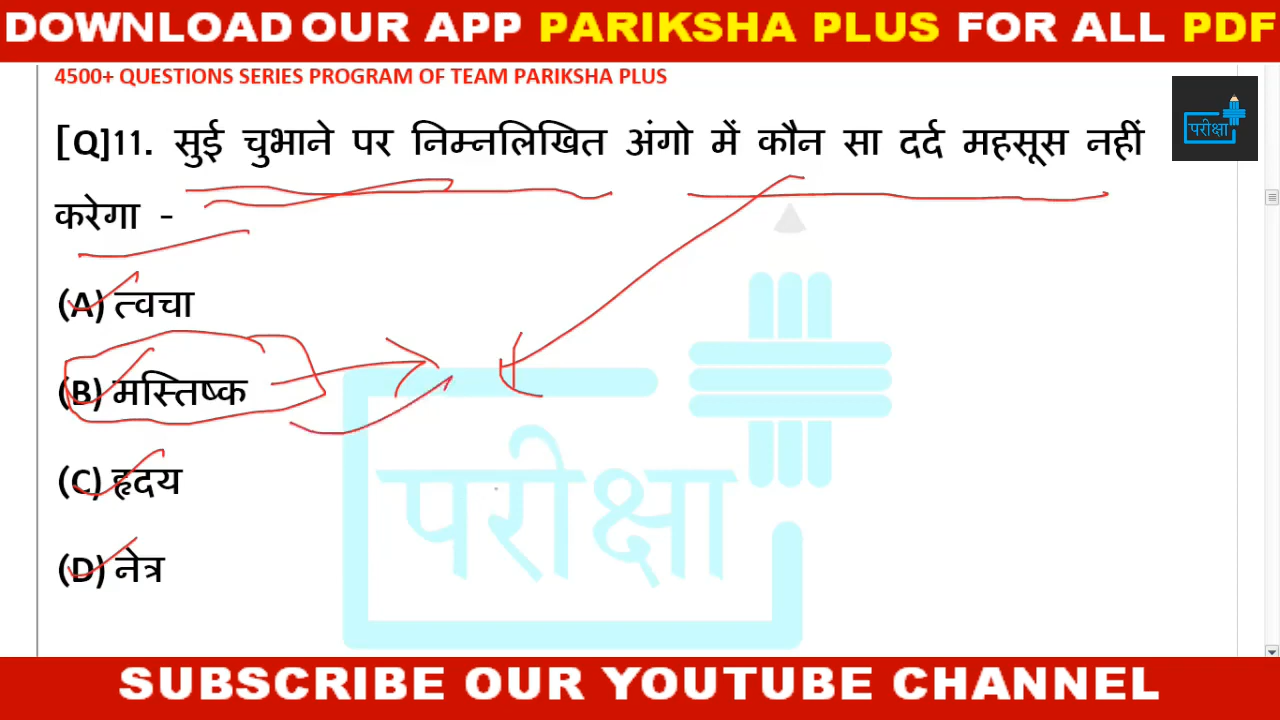 DOWNLOAD OUR APP PARIKSHA PLUS FOR ALL PDF
4500+ QUESTIONS SERIES PROGRAM OF TEAM PARIKSHA PLUS
परीक्षा
[Q]11. सुई चुभाने पर निम्नलिखित अंगो में कौन सा दर्द महसूस नहीं
करेगा -
(A) त्वचा
(B) मस्तिष्क
(C) हृदय
(D) नेत्र
परीक्षा
SUBSCRIBE OUR YOUTUBE CHANNEL